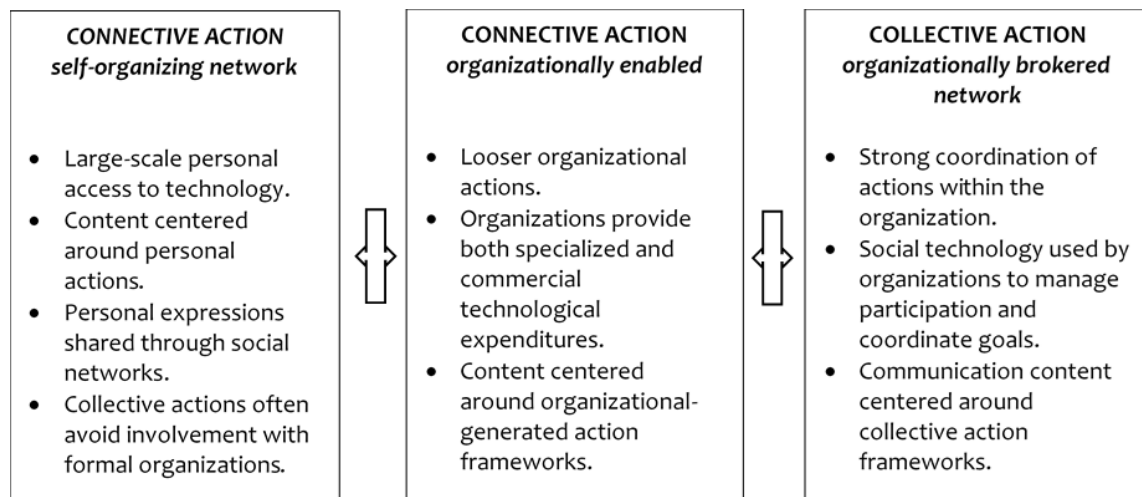 CONNECTIVE ACTION
self-organizing network
• Large-scale personal
access to technology.
• Content centered
around personal
actions.
• Personal expressions
shared through social
networks.
• Collective actions often
avoid involvement with
formal organizations.
CONNECTIVE ACTION
organizationally enabled
• Looser organizational
actions.
• Organizations provide
both specialized and
commercial
technological
expenditures.
• Content centered
around organizational-
generated action
frameworks.
COLLECTIVE ACTION
organizationally brokered
network
• Strong coordination of
actions within the
organization.
• Social technology used by
organizations to manage
participation and
coordinate goals.
• Communication content
centered around
collective action
frameworks.